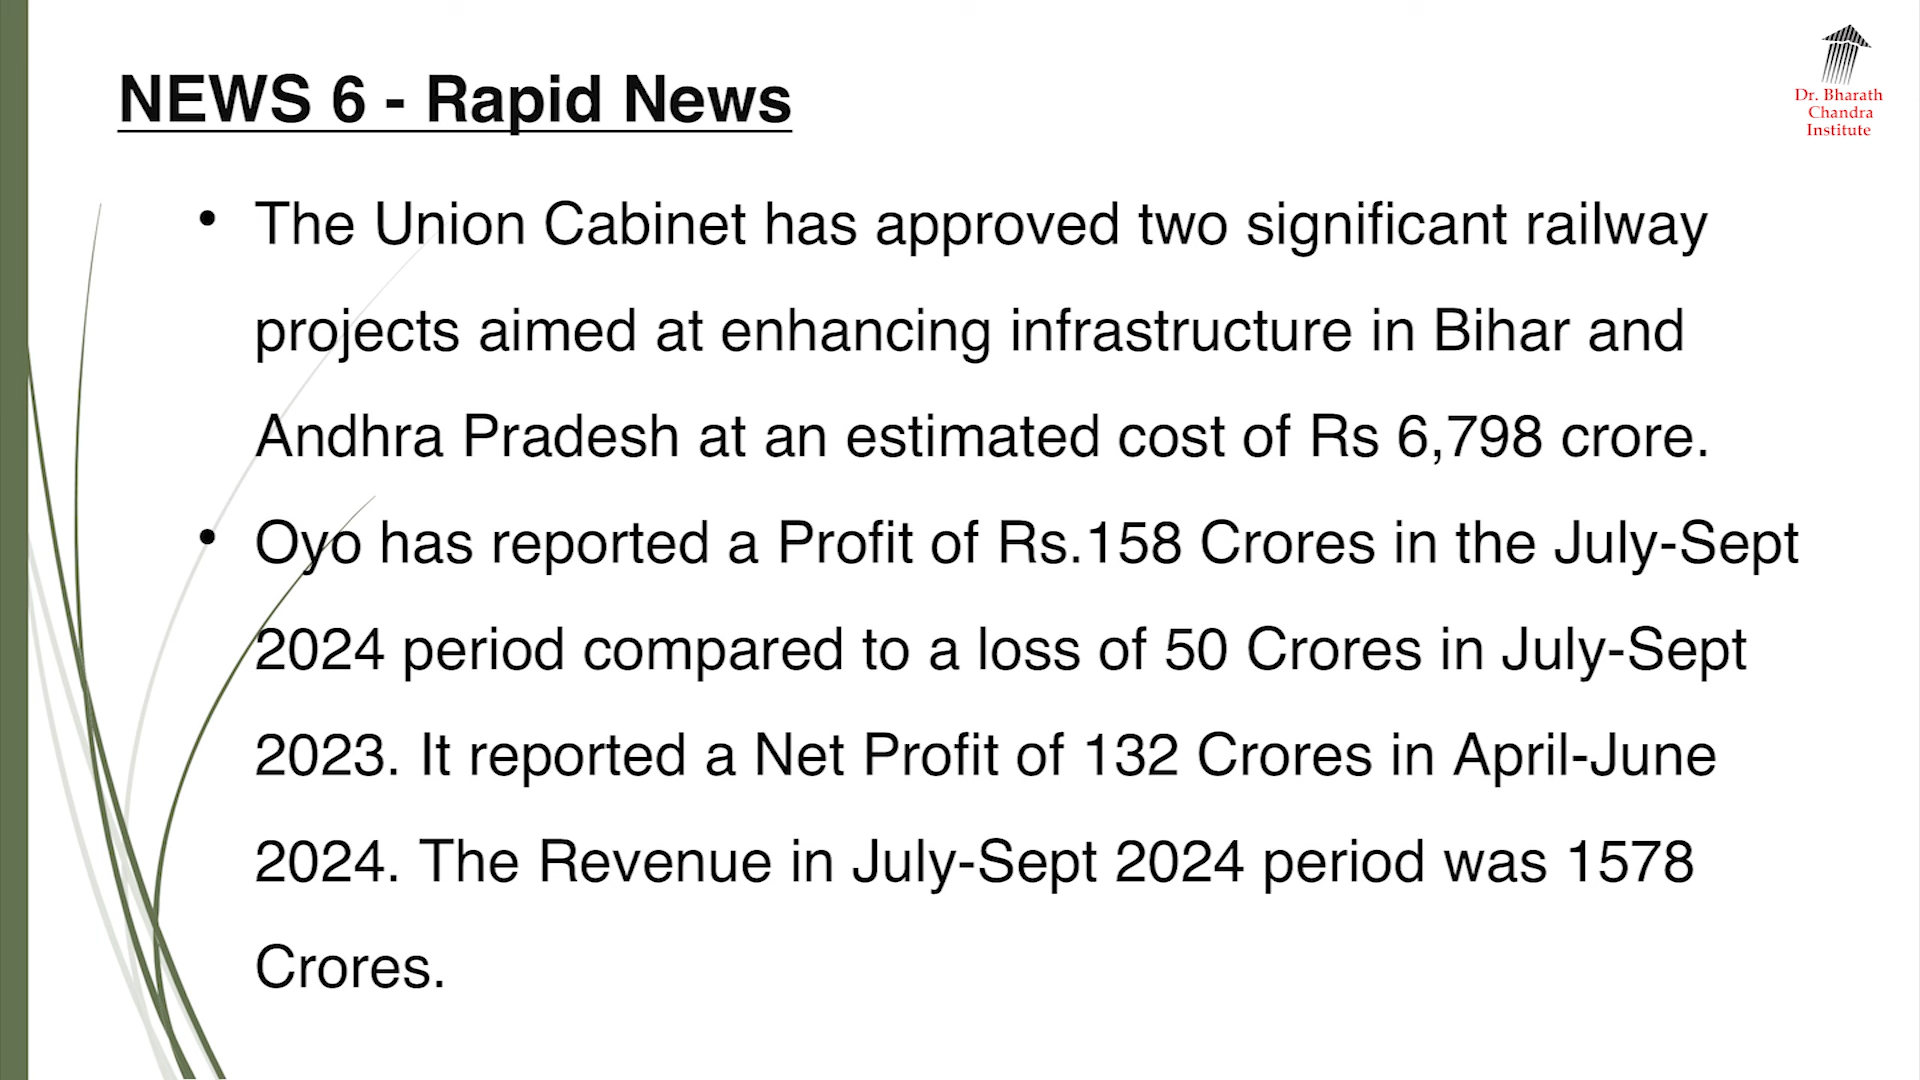 NEWS 6 - Rapid News
Dr. Bharath
Chandra
Institute
• The Union Cabinet has approved two significant railway
projects aimed at enhancing infrastructure in Bihar and
Andhra Pradesh at an estimated cost of Rs 6,798 crore.
• Oyo has reported a Profit of Rs.158 Crores in the July-Sept
2024 period compared to a loss of 50 Crores in July-Sept
2023. It reported a Net Profit of 132 Crores in April-June
2024. The Revenue in July-Sept 2024 period was 1578
Crores.